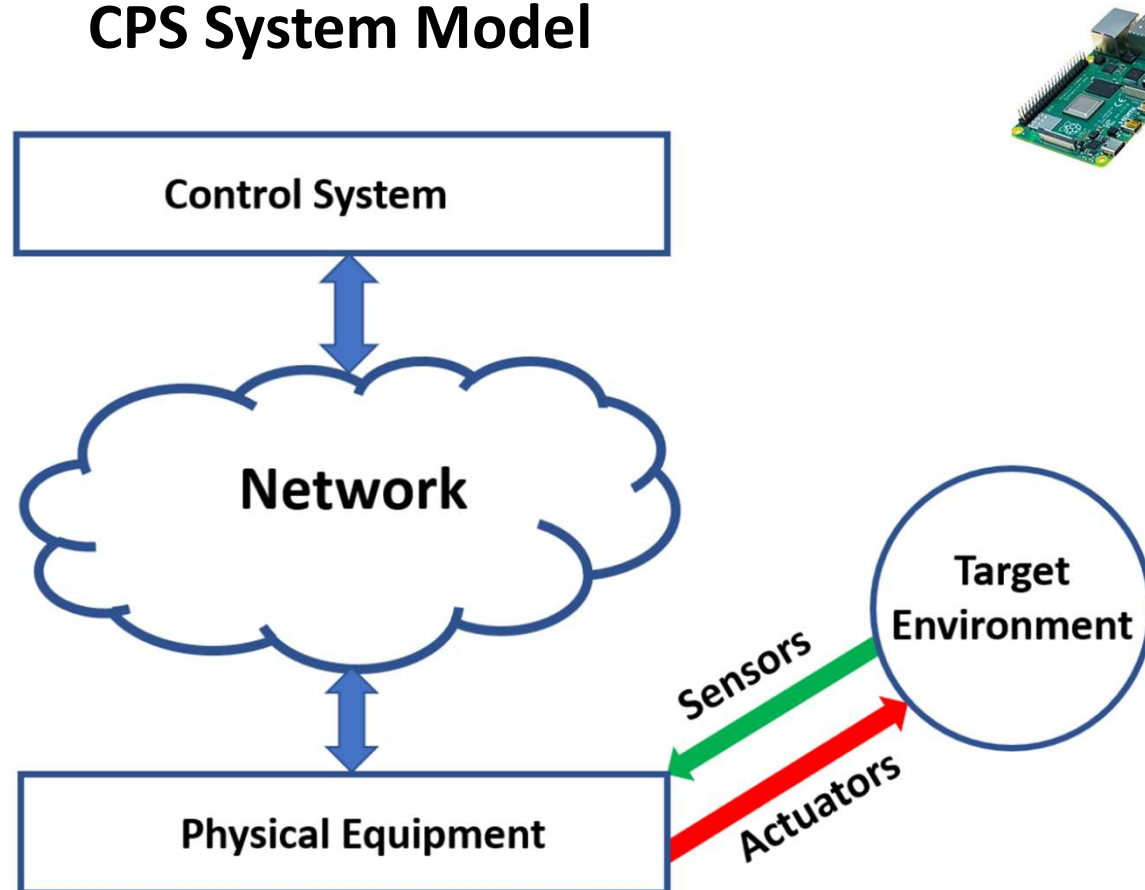 CPS System Model
Control System
Network
Target
Environment
Sensors
Actuators
Physical Equipment